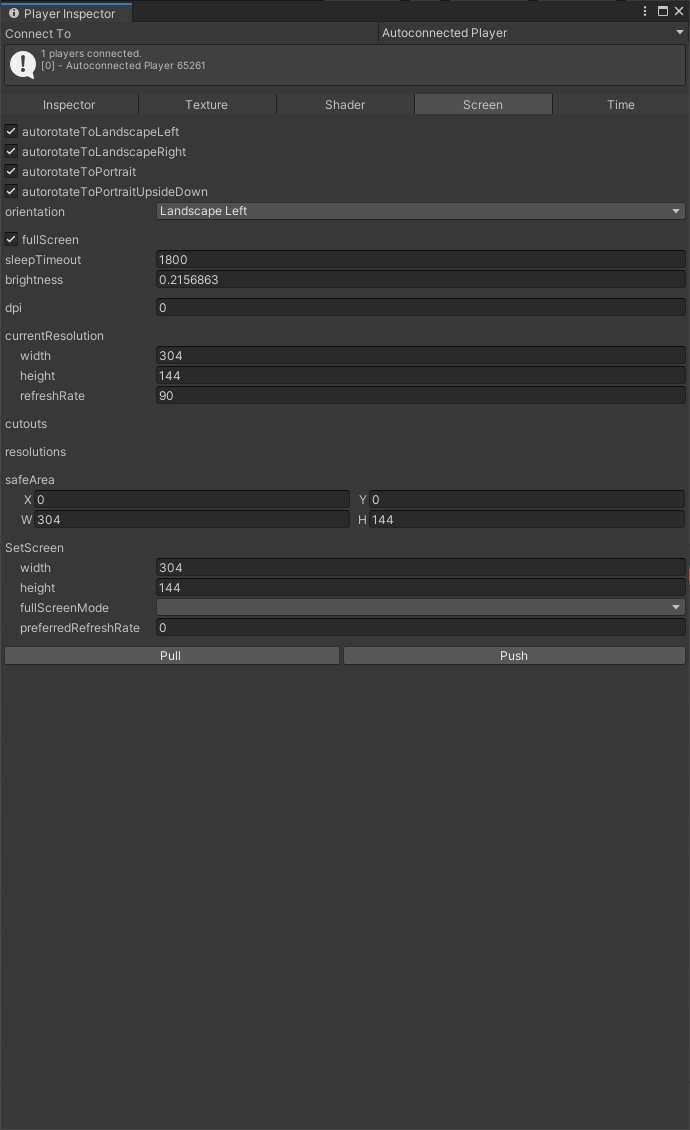 Player Inspector
Connect To Autoconnected Player
1 players connected.
[0] - Autoconnected Player 65261
Inspector Texture Shader Screen Time
autorotateToLandscapeLeft
autorotateToLandscapeRight
autorotateToPortrait
autorotateToPortraitUpsideDown
orientation Landscape Left
fullScreen
sleepTimeout 1800
brightness 0.2156863
dpi 0
currentResolution
width 304
height 144
refreshRate 90
cutouts
resolutions
safeArea
X 0 Y 0
W 304 H 144
SetScreen
width 304
height 144
fullScreenMode
preferredRefreshRate 0
Pull Push